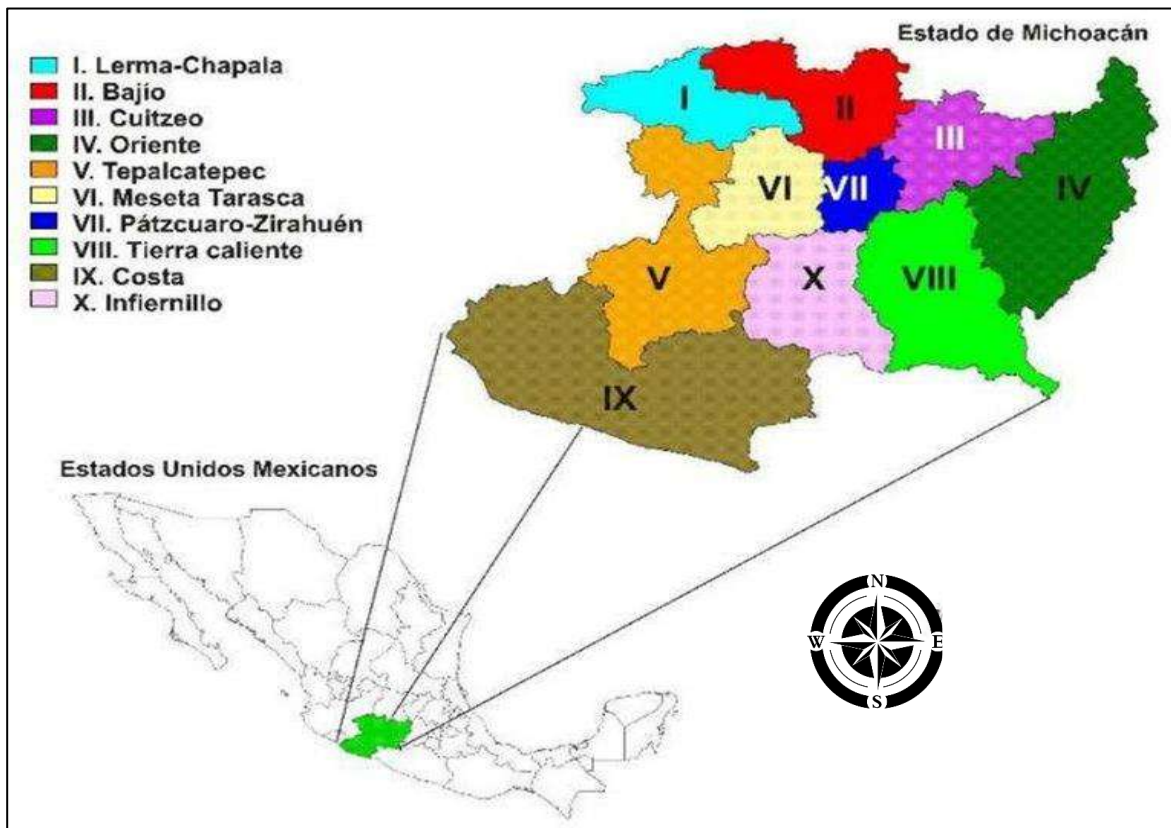 Estado de Michoacán
I. Lerma-Chapala
II. Bajío
III. Cuitzeo
IV. Oriente
V. Tepalcatepec
VI. Meseta Tarasca
VII. Pátzcuaro-Zirahuén
VIII. Tierra caliente
IX. Costa
X. Infiernillo
I
II
III
IV
VI
VII
V
X
VIII
IX
Estados Unidos Mexicanos
N
W
E
S